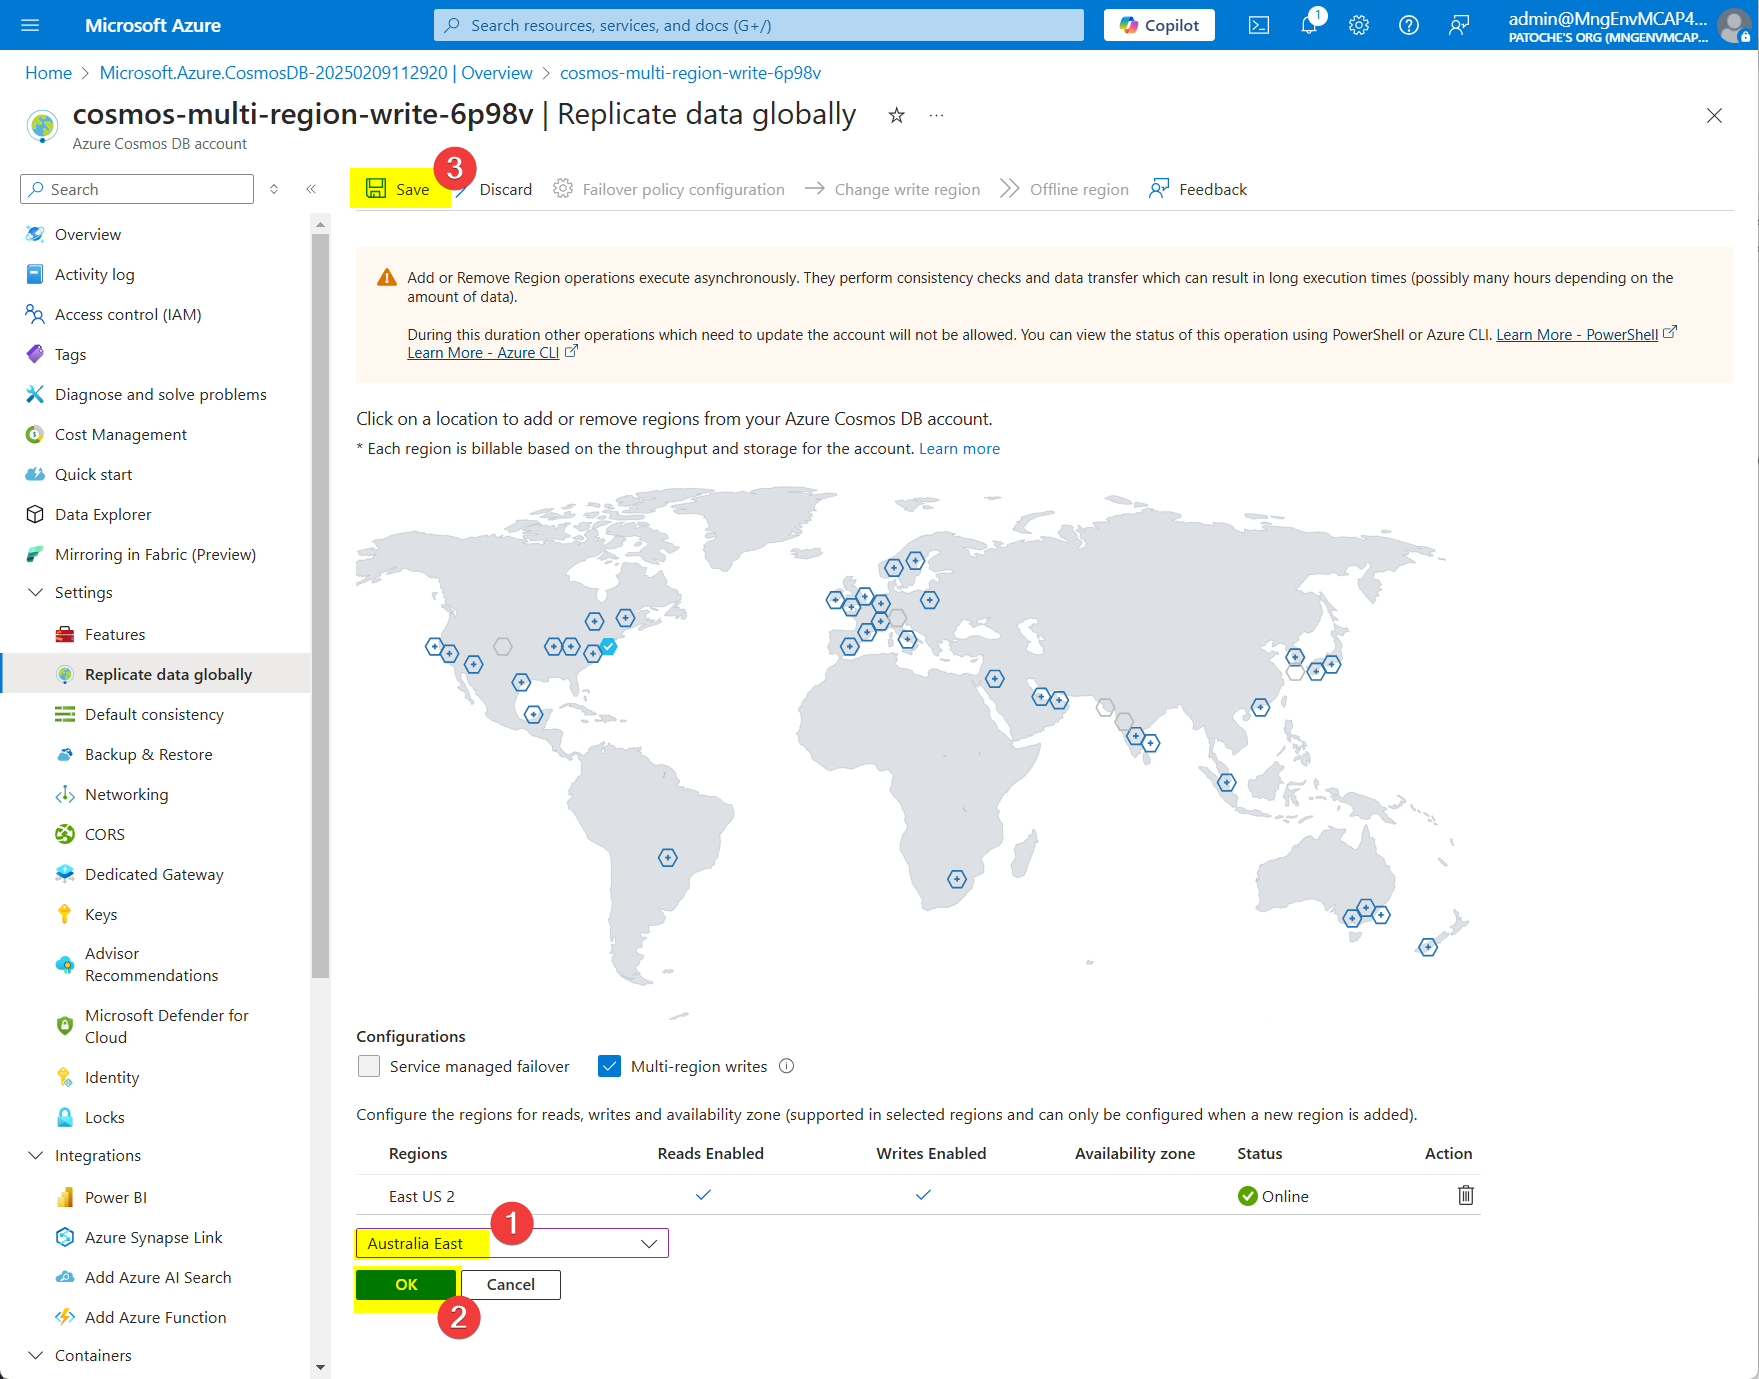 Microsoft Azure
Search resources, services, and docs (G+/)
Copilot
1
admin@MngEnvMCAP4...
PATOCHE'S ORG (MNGENVMCAP...
Home > Microsoft.Azure.CosmosDB-20250209112920 | Overview > cosmos-multi-region-write-6p98v
cosmos-multi-region-write-6p98v | Replicate data globally
Azure Cosmos DB account
Search
Overview
Activity log
Access control (IAM)
Tags
Diagnose and solve problems
Cost Management
Quick start
Data Explorer
Mirroring in Fabric (Preview)
Settings
Features
Replicate data globally
Default consistency
Backup & Restore
Networking
CORS
Dedicated Gateway
Keys
Advisor
Recommendations
Microsoft Defender for
Cloud
Identity
Locks
Integrations
Power BI
Azure Synapse Link
Add Azure AI Search
Add Azure Function
Containers
Save 3 Discard Failover policy configuration Change write region Offline region Feedback
Add or Remove Region operations execute asynchronously. They perform consistency checks and data transfer which can result in long execution times (possibly many hours depending on the
amount of data).
During this duration other operations which need to update the account will not be allowed. You can view the status of this operation using PowerShell or Azure CLI. Learn More - PowerShell
Learn More - Azure CLI
Click on a location to add or remove regions from your Azure Cosmos DB account.
* Each region is billable based on the throughput and storage for the account. Learn more
Configurations
Service managed failover Multi-region writes
Configure the regions for reads, writes and availability zone (supported in selected regions and can only be configured when a new region is added).
Regions Reads Enabled Writes Enabled Availability zone Status Action
East US 2 Online
1
Australia East
OK Cancel
2